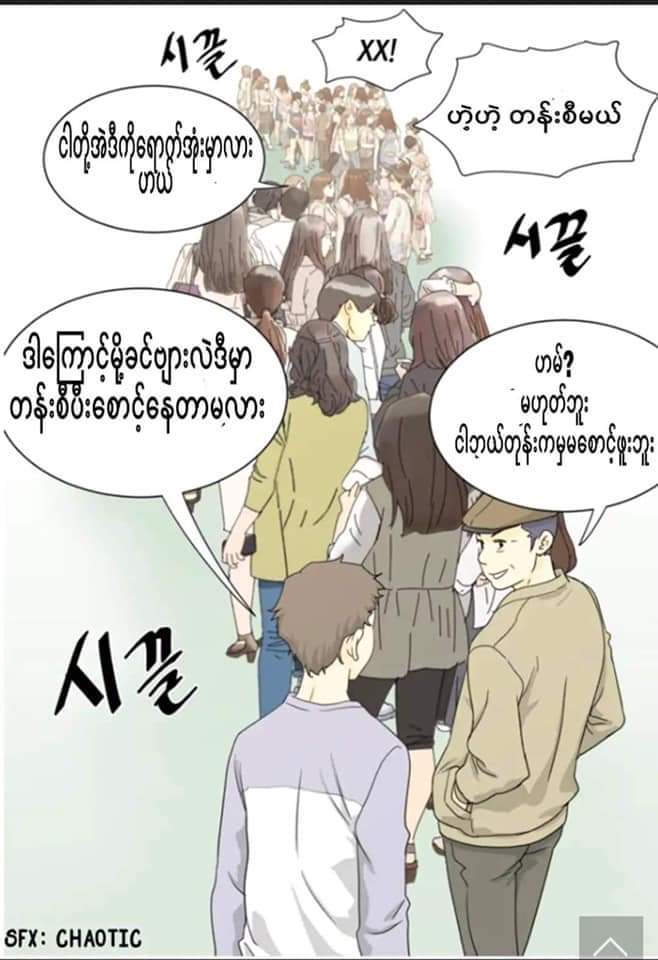 시끌
XX!
ဟဲ့ဟဲ့ တန်းစီမယ်
ငါတို့အဲဒီကိုရောက်အုံးမှာလား
ဟယ်
시끌
ဒါကြောင့်မို့ခင်ဗျားလဲဒီမှာ
တန်းစီပီးစောင့်နေတာမလား
ဟမ်?
မဟုတ်ဘူး
ငါဘယ်တုန်းကမှမစောင့်ဖူးဘူး
시끌
SFX: CHAOTIC